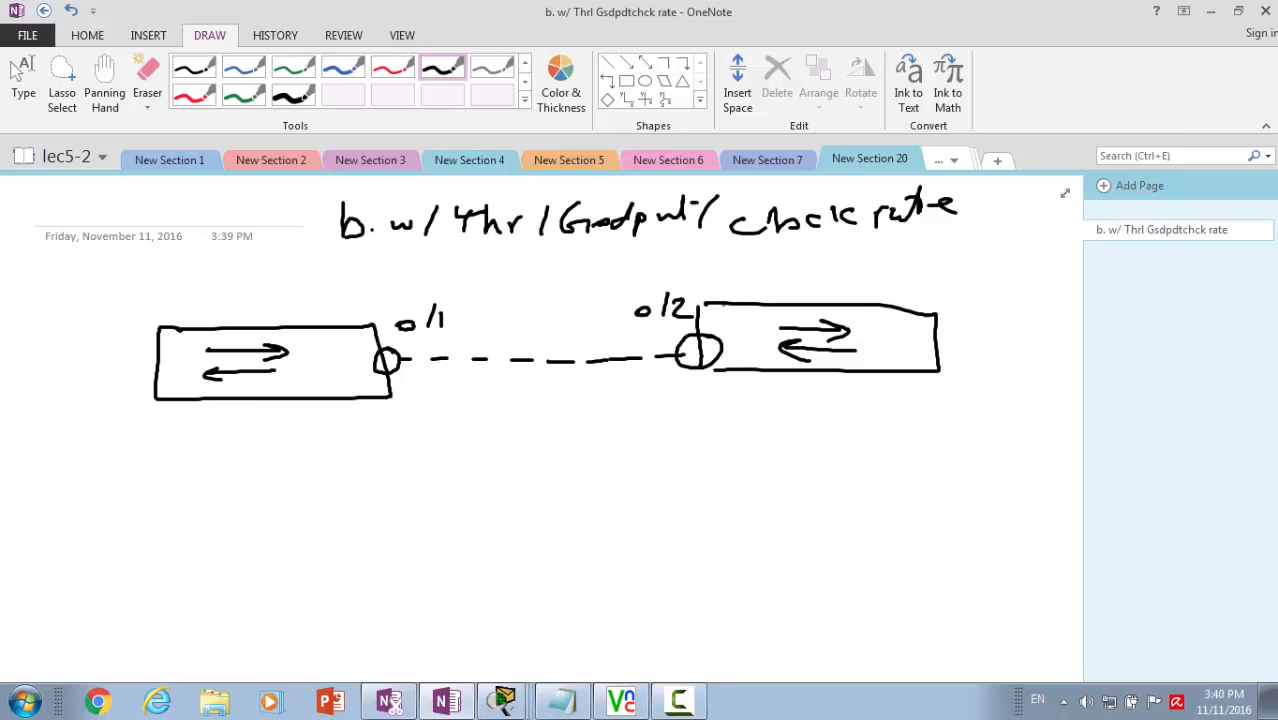 b. w/ Thrl Gsdpdtchck rate - OneNote
?
FILE HOME INSERT DRAW HISTORY REVIEW VIEW Sign in
Type Lasso Select Panning Hand Eraser Color & Thickness Insert Space Delete Arrange Rotate Ink to Text Ink to Math
Tools Shapes Edit Convert
lec5-2 New Section 1 New Section 2 New Section 3 New Section 4 New Section 5 New Section 6 New Section 7 New Section 20 ... + Search (Ctrl+E)
Add Page
b. w/ Thr / Goodput / clock rate
b. w/ Thrl Gsdpdtchck rate
Friday, November 11, 2016 3:39 PM
0/1 0/2
EN 3:40 PM
11/11/2016